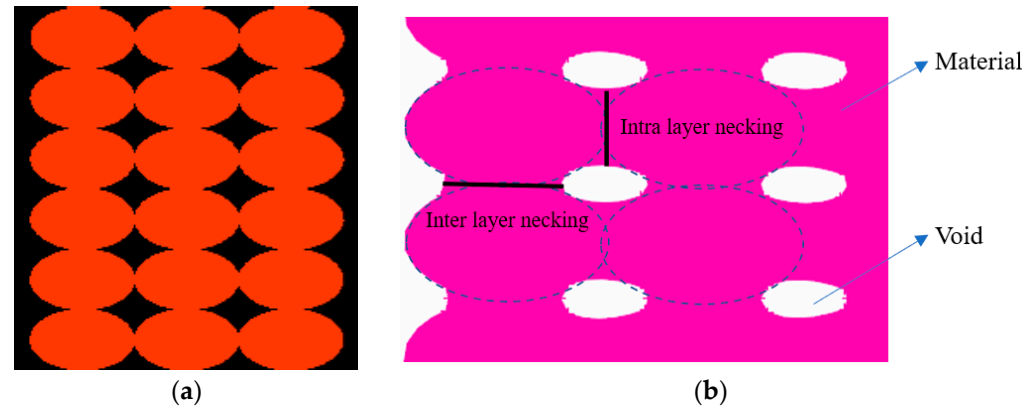 Material
Intra layer necking
Inter layer necking
Void
(a)
(b)